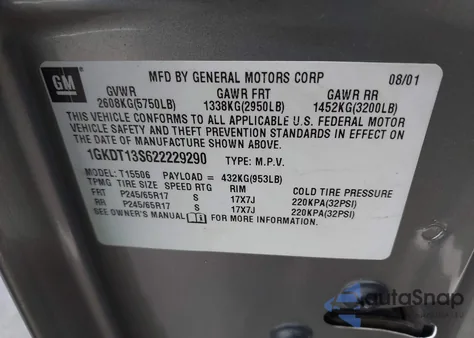 GM
MFD BY GENERAL MOTORS CORP 08/01
GVWR GAWR FRT GAWR RR
2608KG(5750LB) 1338KG(2950LB) 1452KG(3200LB)
THIS VEHICLE CONFORMS TO ALL APPLICABLE U.S. FEDERAL MOTOR
VEHICLE SAFETY AND THEFT PREVENTION STANDARDS IN EFFECT ON
THE DATE OF MANUFACTURE SHOWN ABOVE.
1GKDT13S622229290 TYPE: M.P.V.
MODEL: T15506 PAYLOAD = 432KG(953LB)
TPMG TIRE SIZE SPEED RTG RIM COLD TIRE PRESSURE
FRT P245/65R17 S 17X7J 220KPA(32PSI)
RR P245/65R17 S 17X7J 220KPA(32PSI)
SEE OWNER'S MANUAL FOR MORE INFORMATION.
autoSnap